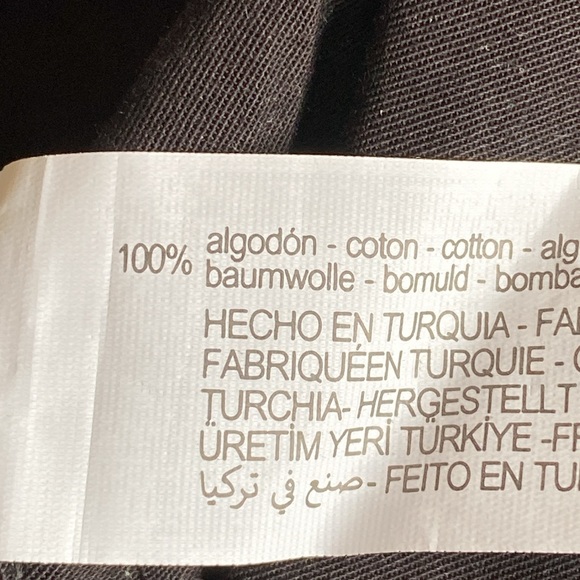 100% algodón - coton - cotton - alg
baumwolle - bomuld - bomba
HECHO EN TURQUIA - FA
FABRIQUÉEN TURQUIE -
TURCHIA- HERGESTELLT
ÜRETİM YERİ TÜRKİYE -FR
صنع في تركيا - FEITO EN TU